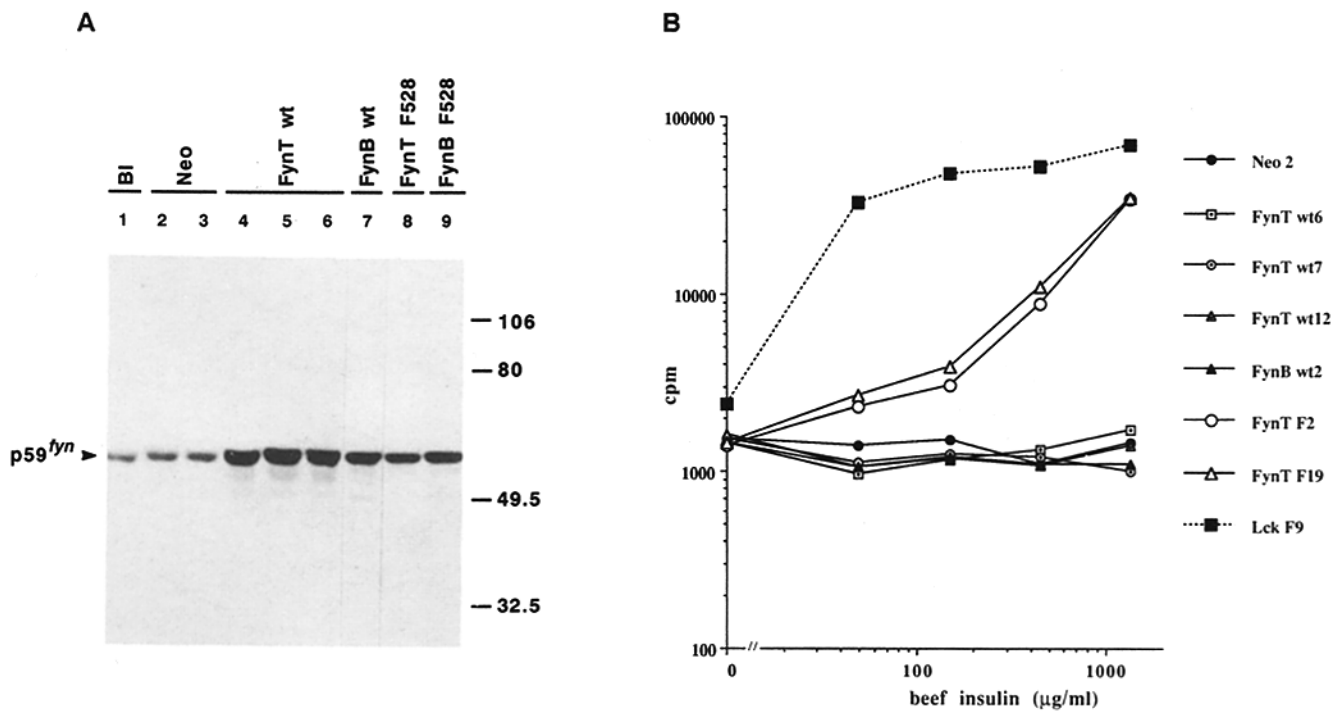 A
BI
Neo
FynT wt
FynB wt
FynT F528
FynB F528
1 2 3 4 5 6 7 8 9
106
80
p59fyn
49.5
32.5
B
100000
10000
1000
100
cpm
0 // 100 1000
beef insulin (μg/ml)
Neo 2
FynT wt6
FynT wt7
FynT wt12
FynB wt2
FynT F2
FynT F19
Lck F9